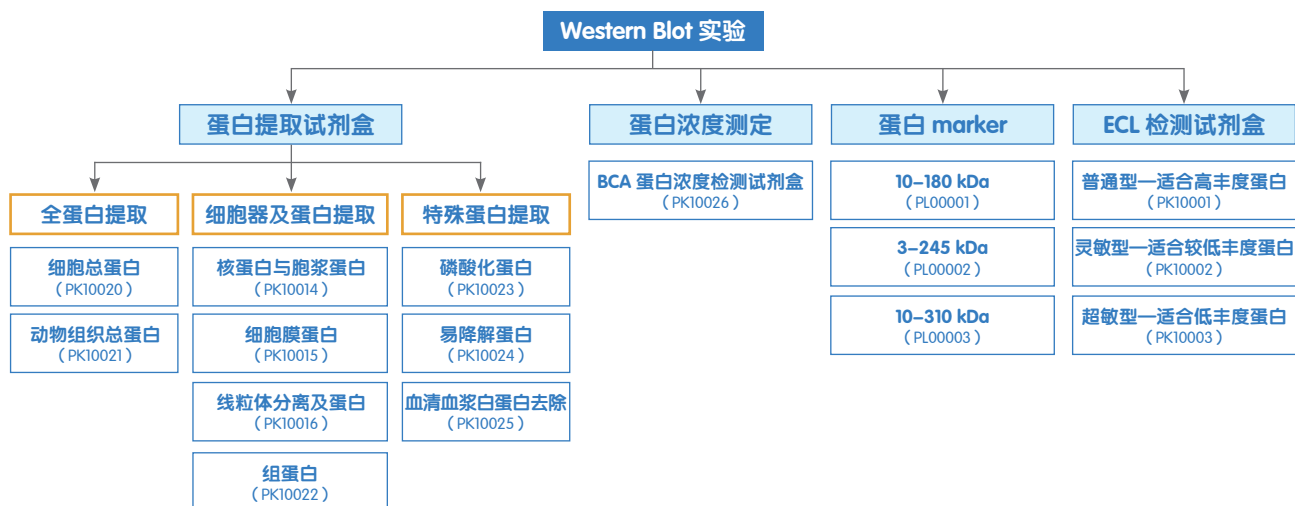 Western Blot 实验
蛋白提取试剂盒
蛋白浓度测定
蛋白 marker
ECL 检测试剂盒
全蛋白提取
细胞器及蛋白提取
特殊蛋白提取
细胞总蛋白
（PK10020）
动物组织总蛋白
（PK10021）
核蛋白与胞浆蛋白
（PK10014）
细胞膜蛋白
（PK10015）
线粒体分离及蛋白
（PK10016）
组蛋白
（PK10022）
磷酸化蛋白
（PK10023）
易降解蛋白
（PK10024）
血清血浆白蛋白去除
（PK10025）
BCA 蛋白浓度检测试剂盒
（PK10026）
10–180 kDa
（PL00001）
3–245 kDa
（PL00002）
10–310 kDa
（PL00003）
普通型—适合高丰度蛋白
（PK10001）
灵敏型—适合较低丰度蛋白
（PK10002）
超敏型—适合低丰度蛋白
（PK10003）